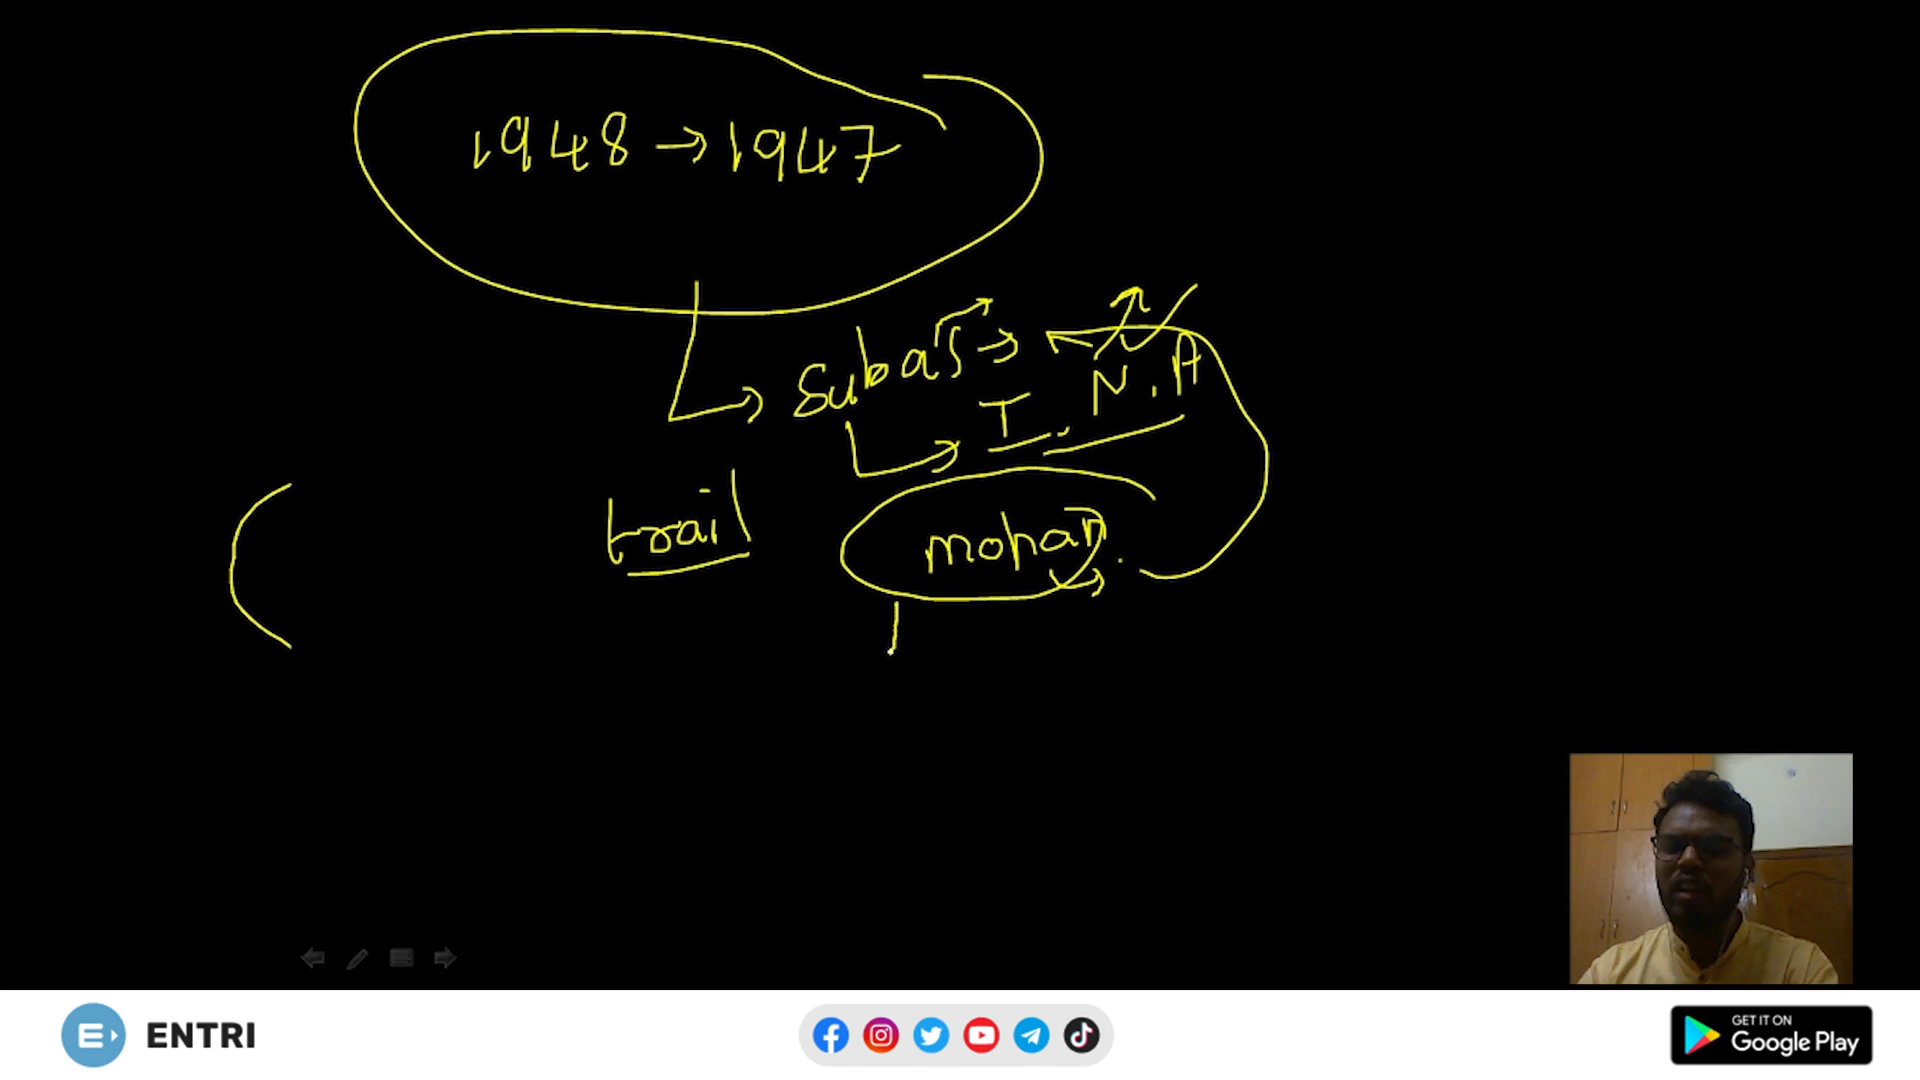 1948 → 1947
Subas →
I.N.A
trail
mohan
ENTRI
GET IT ON
Google Play